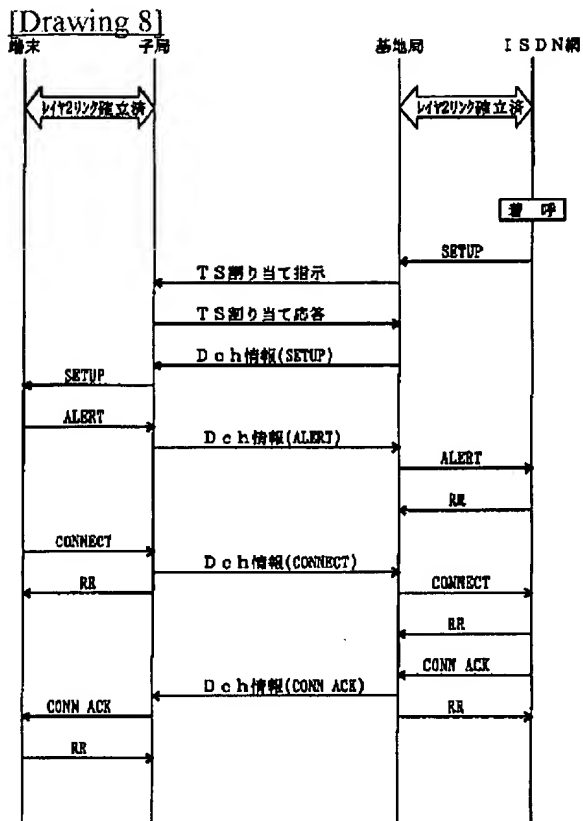 [Drawing 8]
端末 子局 基地局 ISDN網
レイヤ2リンク確立済 レイヤ2リンク確立済
着 呼
SETUP
TS割り当て指示
TS割り当て応答
Dch情報(SETUP)
SETUP
ALERT
Dch情報(ALERT)
ALERT
RR
CONNECT
Dch情報(CONNECT)
RR CONNECT
RR
CONN ACK
Dch情報(CONN ACK)
CONN ACK RR
RR